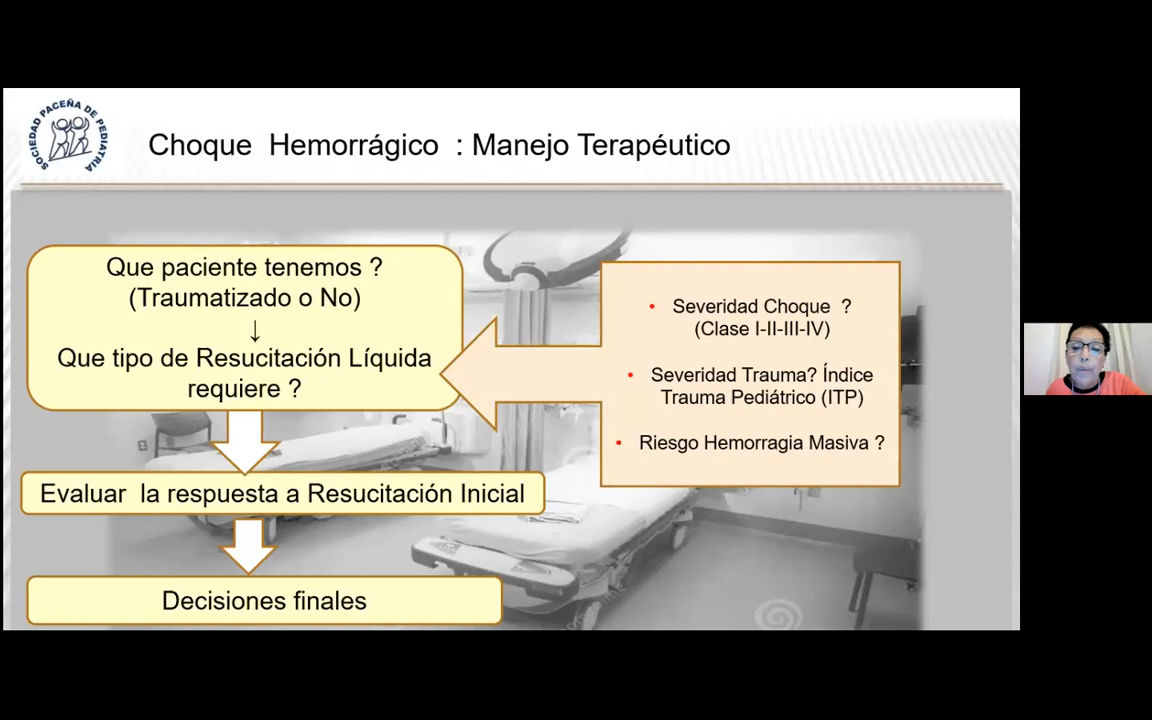 SOCIEDAD PACEÑA DE PEDIATRIA
Choque Hemorrágico : Manejo Terapéutico
Que paciente tenemos ?
(Traumatizado o No)
↓
Que tipo de Resucitación Líquida
requiere ?
• Severidad Choque ?
(Clase I-II-III-IV)
• Severidad Trauma? Índice
Trauma Pediátrico (ITP)
• Riesgo Hemorragia Masiva ?
Evaluar la respuesta a Resucitación Inicial
Decisiones finales